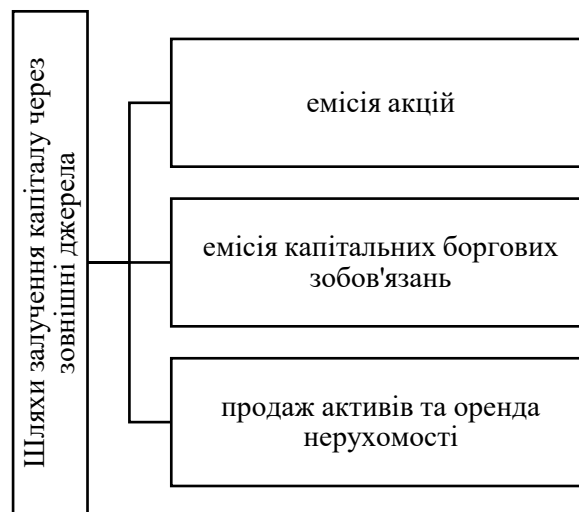 Шляхи залучення капіталу через
зовнішні джерела
емісія акцій
емісія капітальних боргових
зобов'язань
продаж активів та оренда
нерухомості